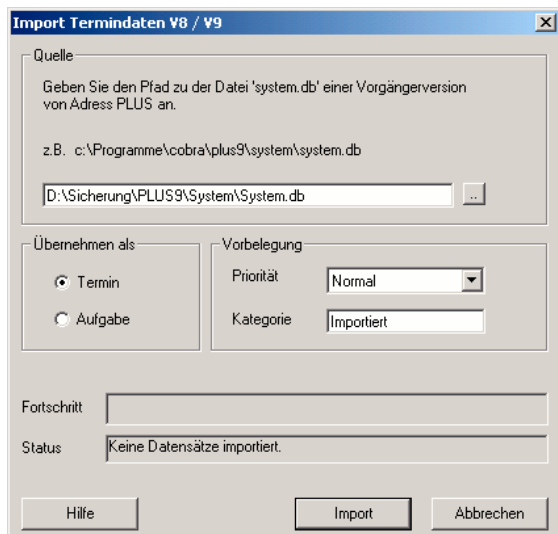 Import Termindaten V8 / V9
Quelle
Geben Sie den Pfad zu der Datei 'system.db' einer Vorgängerversion
von Adress PLUS an.
z.B. c:\Programme\cobra\plus9\system\system.db
D:\Sicherung\PLUS9\System\System.db
..
Übernehmen als
Termin
Aufgabe
Vorbelegung
Priorität Normal
Kategorie Importiert
Fortschritt
Status Keine Datensätze importiert.
Hilfe Import Abbrechen